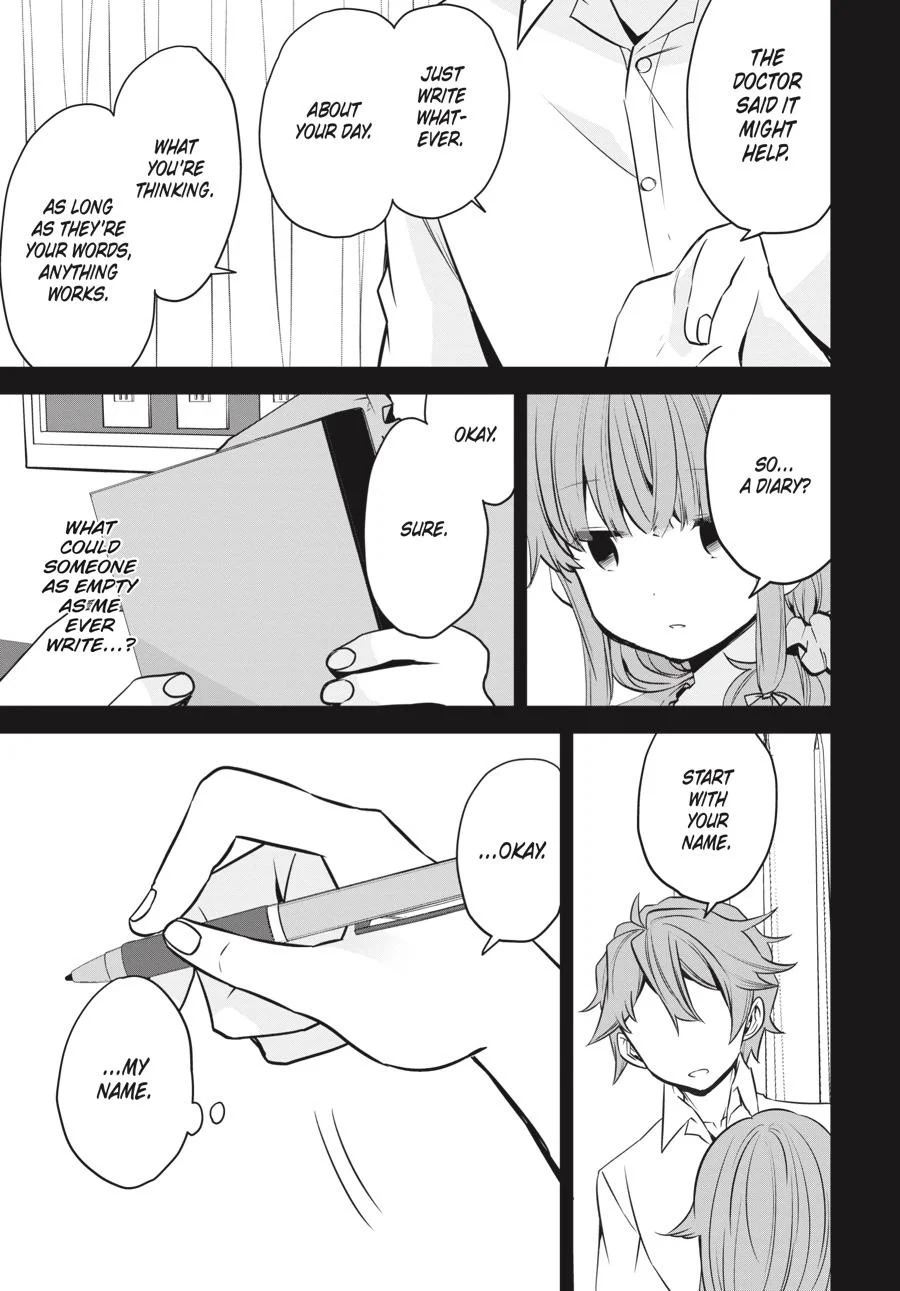 THE
DOCTOR
SAID IT
MIGHT
HELP.
JUST
WRITE
WHAT-
EVER.
ABOUT
YOUR DAY.
WHAT
YOU'RE
THINKING.
AS LONG
AS THEY'RE
YOUR WORDS,
ANYTHING
WORKS.
SO...
A DIARY?
OKAY.
SURE.
WHAT
COULD
SOMEONE
AS EMPTY
AS ME
EVER
WRITE...?
START
WITH
YOUR
NAME.
...OKAY.
...MY
NAME.